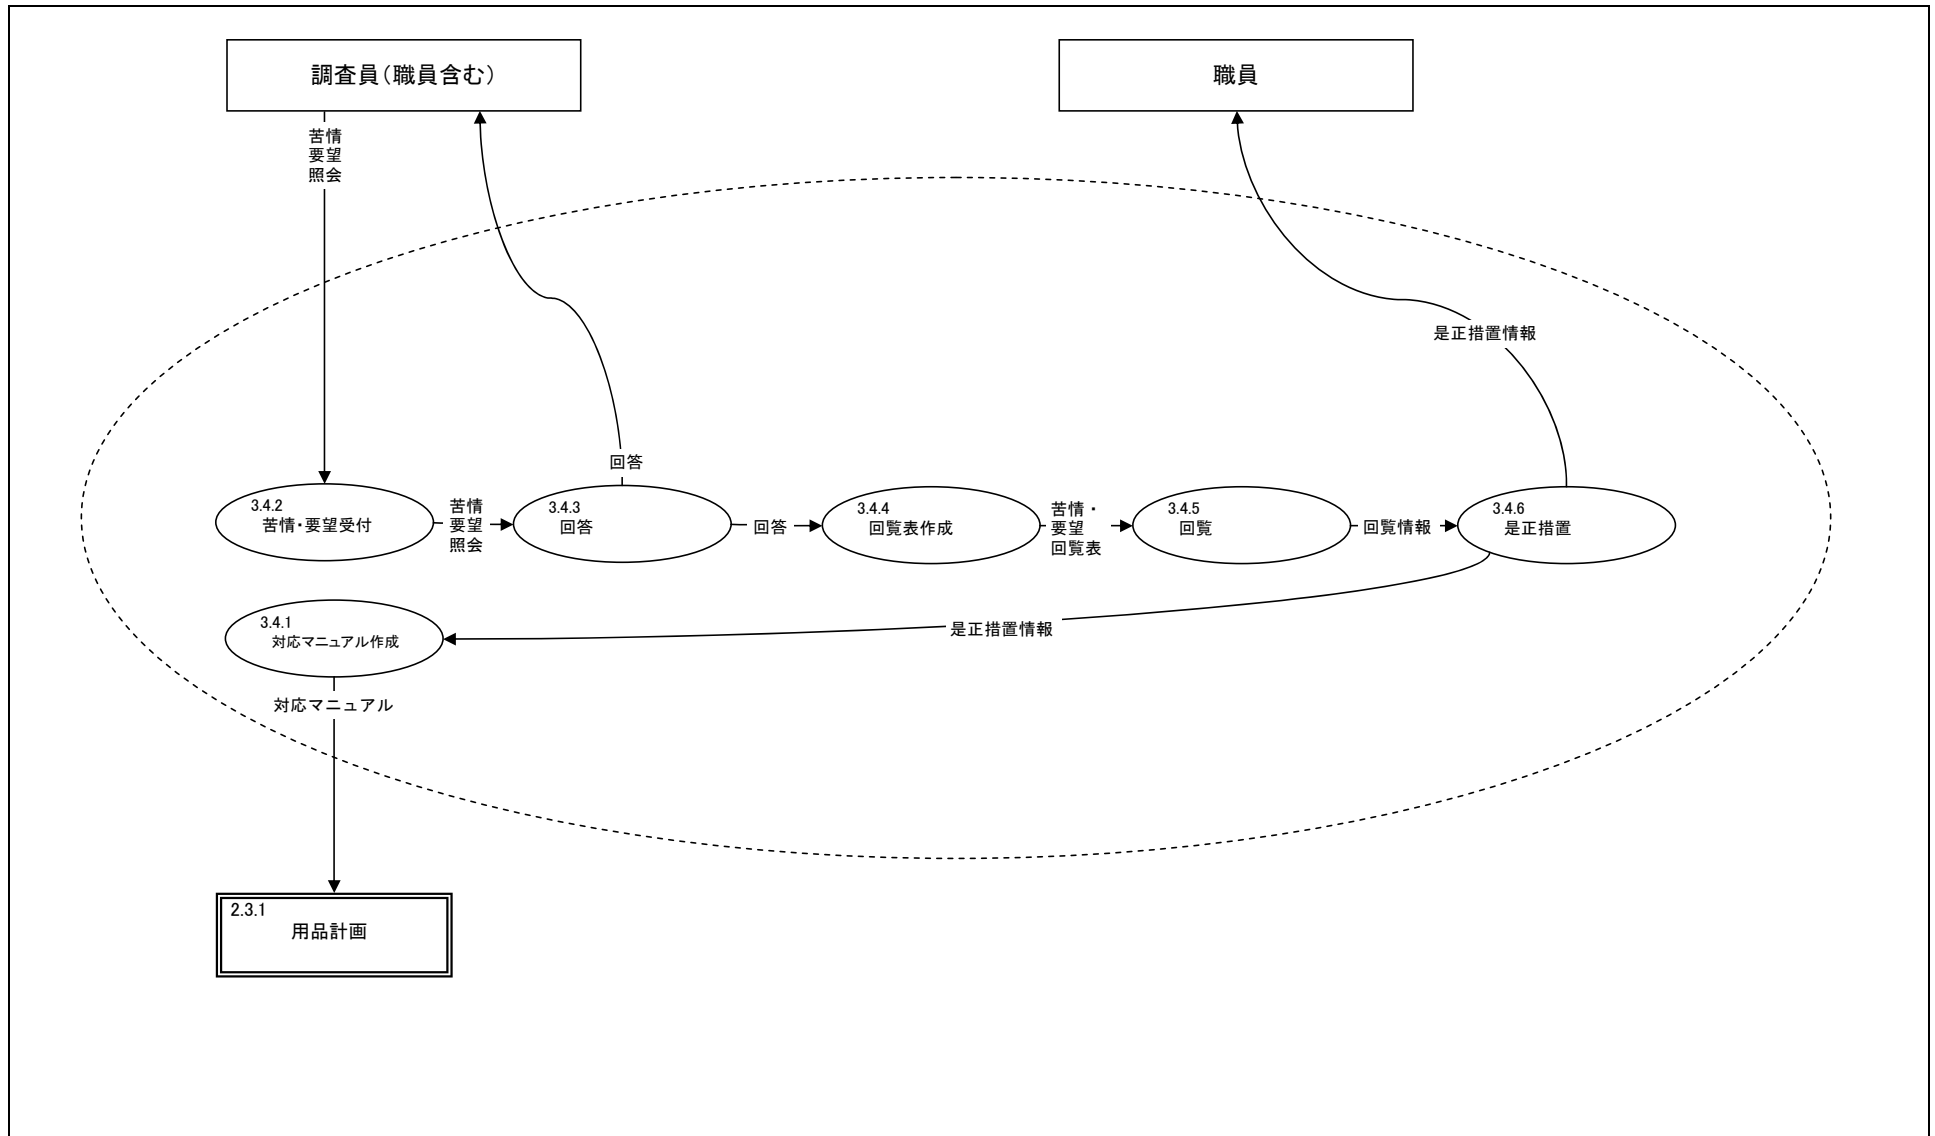 調査員（職員含む）
職員
苦情
要望
照会
是正措置情報
回答
3.4.2
苦情・要望受付
苦情
要望
照会
3.4.3
回答
回答
3.4.4
回覧表作成
苦情・
要望
回覧表
3.4.5
回覧
回覧情報
3.4.6
是正措置
3.4.1
対応マニュアル作成
是正措置情報
対応マニュアル
2.3.1
用品計画